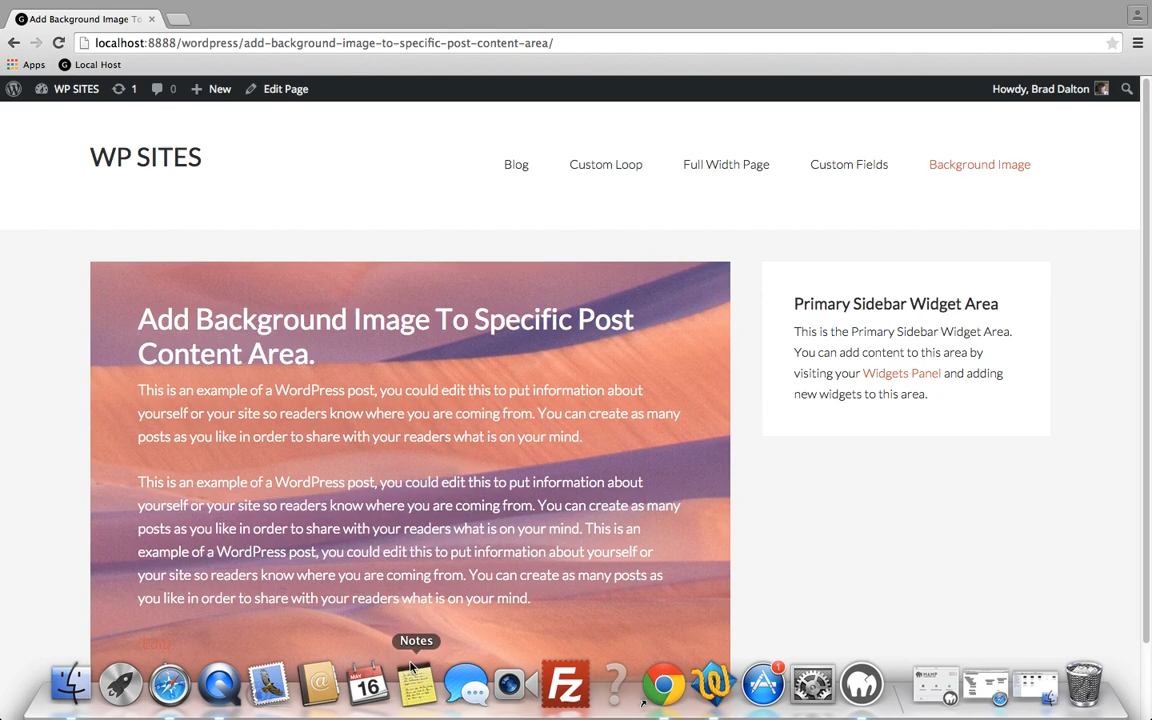 Add Background Image To
localhost:8888/wordpress/add-background-image-to-specific-post-content-area/
Apps
Local Host
WP SITES
1
0
New
Edit Page
Howdy, Brad Dalton
WP SITES
Blog
Custom Loop
Full Width Page
Custom Fields
Background Image
Add Background Image To Specific Post
Content Area.
This is an example of a WordPress post, you could edit this to put information about
yourself or your site so readers know where you are coming from. You can create as many
posts as you like in order to share with your readers what is on your mind.
This is an example of a WordPress post, you could edit this to put information about
yourself or your site so readers know where you are coming from. You can create as many
posts as you like in order to share with your readers what is on your mind. This is an
example of a WordPress post, you could edit this to put information about yourself or
your site so readers know where you are coming from. You can create as many posts as
you like in order to share with your readers what is on your mind.
(Edit)
Primary Sidebar Widget Area
This is the Primary Sidebar Widget Area.
You can add content to this area by
visiting your Widgets Panel and adding
new widgets to this area.
Notes
MAY
16
Fz
1